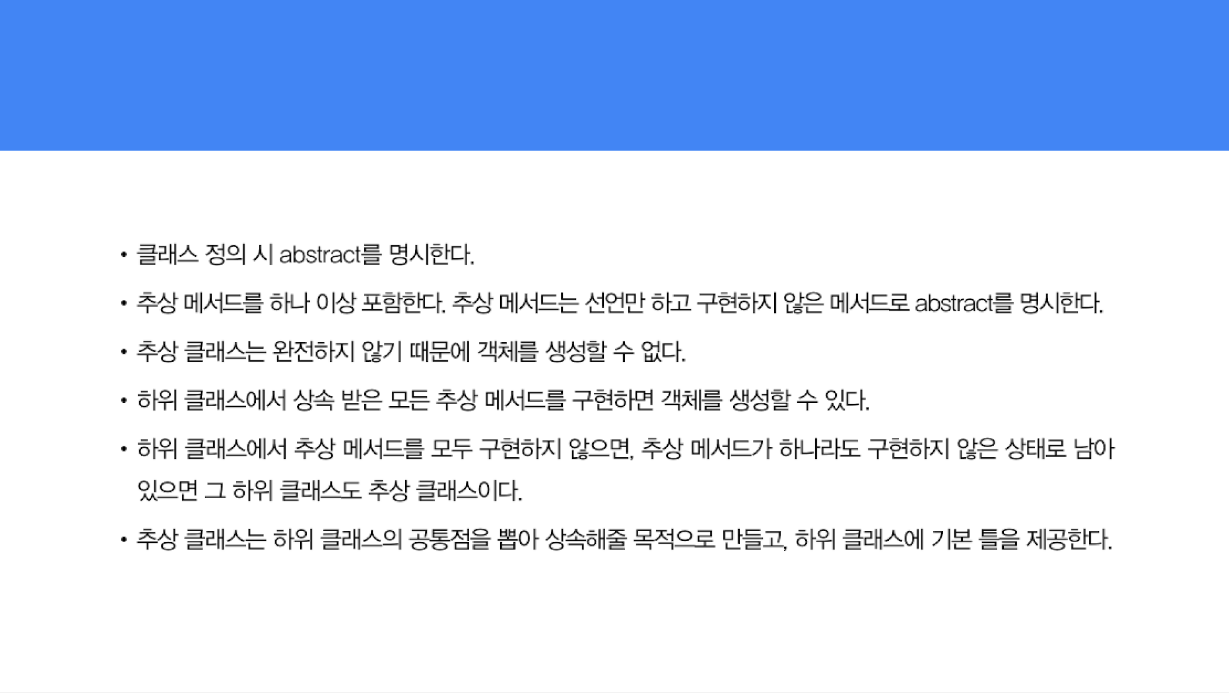 • 클래스 정의 시 abstract를 명시한다.
• 추상 메서드를 하나 이상 포함한다. 추상 메서드는 선언만 하고 구현하지 않은 메서드로 abstract를 명시한다.
• 추상 클래스는 완전하지 않기 때문에 객체를 생성할 수 없다.
• 하위 클래스에서 상속 받은 모든 추상 메서드를 구현하면 객체를 생성할 수 있다.
• 하위 클래스에서 추상 메서드를 모두 구현하지 않으면, 추상 메서드가 하나라도 구현하지 않은 상태로 남아
있으면 그 하위 클래스도 추상 클래스이다.
• 추상 클래스는 하위 클래스의 공통점을 뽑아 상속해줄 목적으로 만들고, 하위 클래스에 기본 틀을 제공한다.